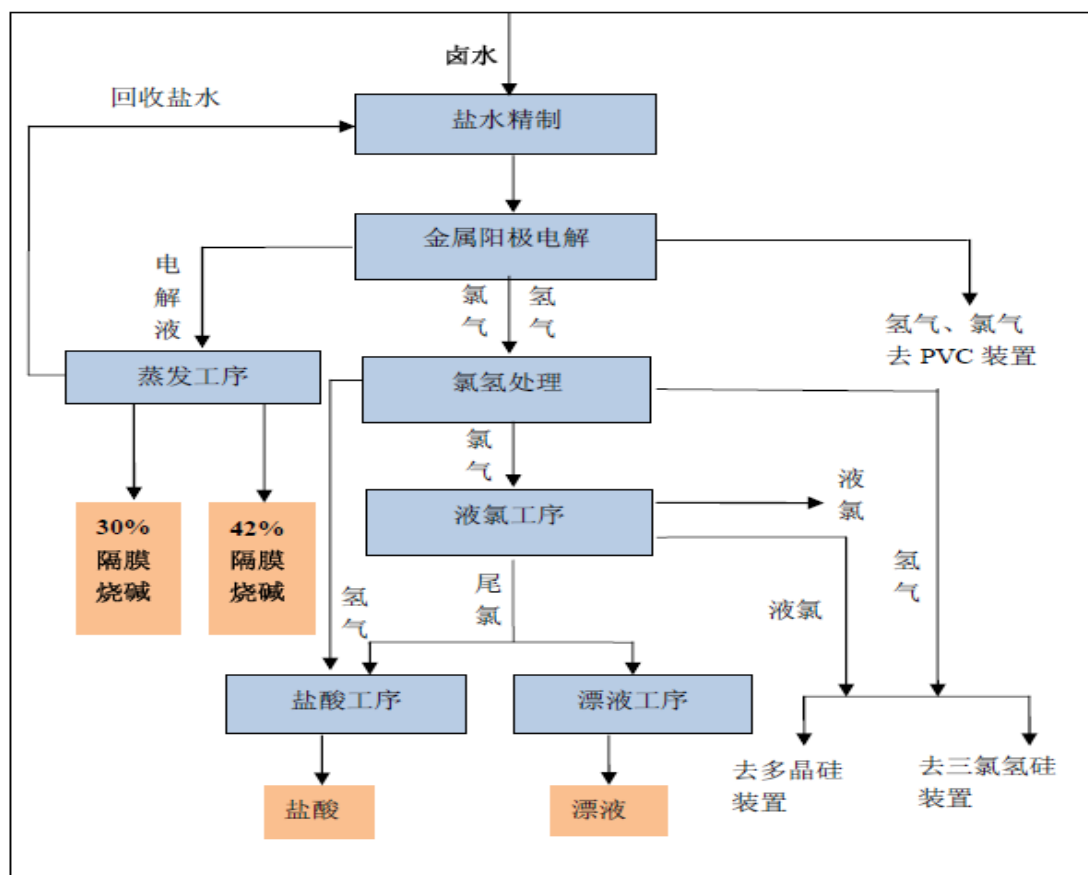 卤水
回收盐水
盐水精制
金属阳极电解
电
解
液
氯
气
氢
气
氢气、氯气
去 PVC 装置
蒸发工序
氯氢处理
氯
气
液
氯
液氯工序
30%
隔膜
烧碱
42%
隔膜
烧碱
氢
气
尾
氯
液氯
氢
气
盐酸工序
漂液工序
去多晶硅
装置
去三氯氢硅
装置
盐酸
漂液